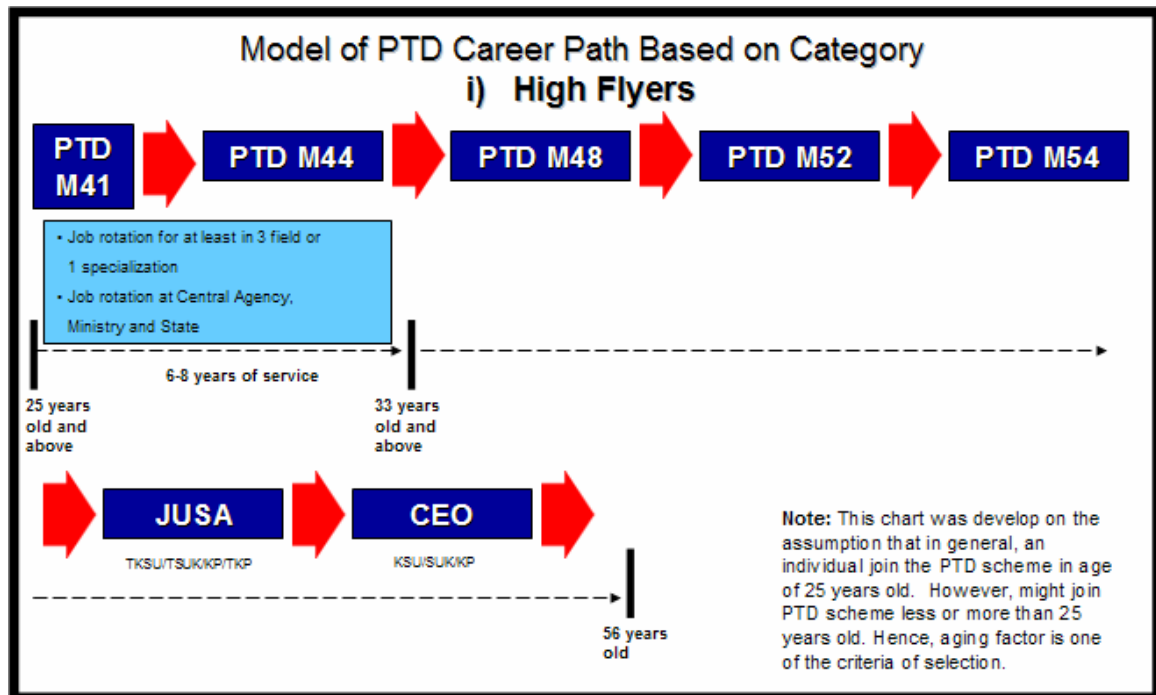 Model of PTD Career Path Based on Category
i) High Flyers
PTD
M41
PTD M44
PTD M48
PTD M52
PTD M54
• Job rotation for at least in 3 field or
1 specialization
• Job rotation at Central Agency,
Ministry and State
6-8 years of service
25 years
old and
above
33 years
old and
above
JUSA
CEO
TKSU/TSUK/KP/TKP
KSU/SUK/KP
56 years
old
Note: This chart was develop on the
assumption that in general, an
individual join the PTD scheme in age
of 25 years old. However, might join
PTD scheme less or more than 25
years old. Hence, aging factor is one
of the criteria of selection.